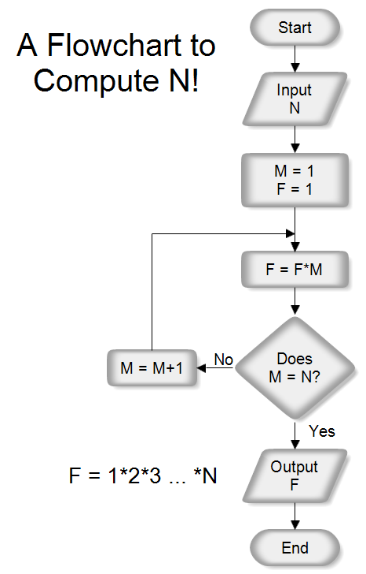 A Flowchart to
Compute N!
Start
Input
N
M = 1
F = 1
F = F*M
Does
M = N?
No
M = M+1
Yes
Output
F
F = 1*2*3 ... *N
End